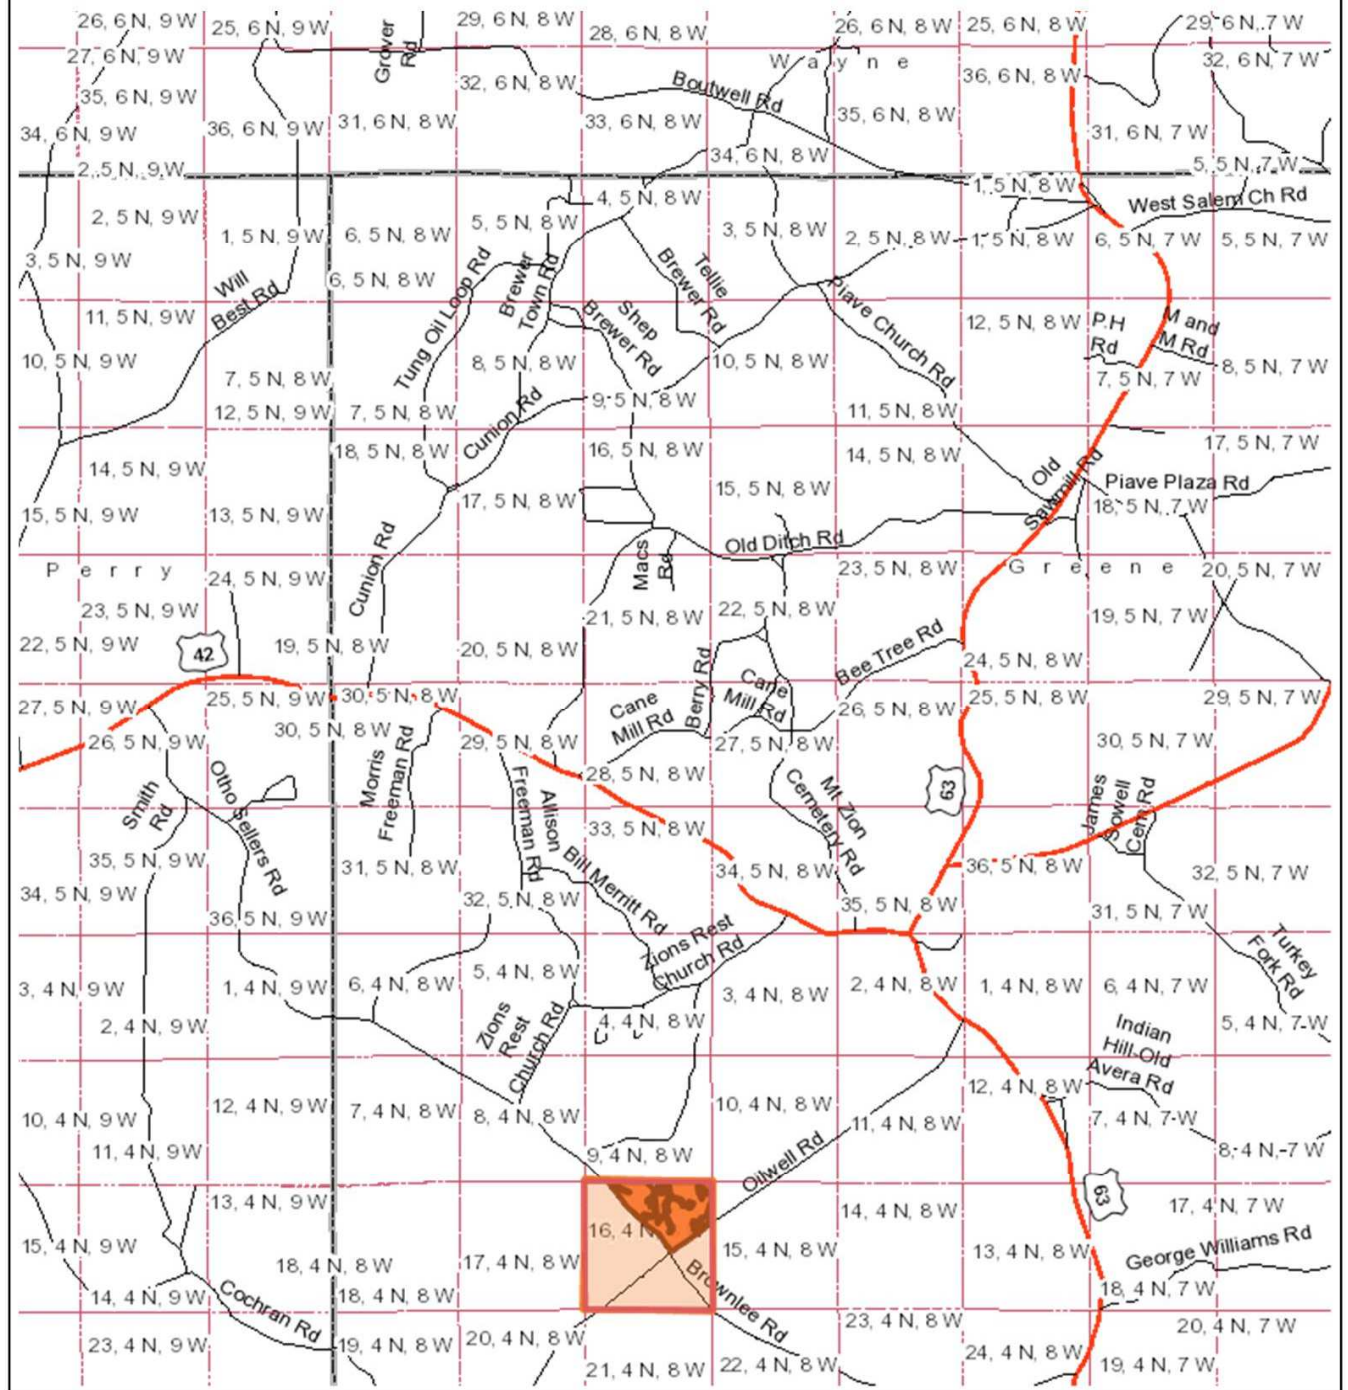 26, 6 N, 9 W
25, 6 N, 9 W
29, 6 N, 8 W
28, 6 N, 8 W
26, 6 N, 8 W
25, 6 N, 8 W
29, 6 N, 7 W
27, 6 N, 9 W
Grover
Rd
Wayne
32, 6 N, 7 W
32, 6 N, 8 W
36, 6 N, 8 W
35, 6 N, 9 W
Boutwell Rd
34, 6 N, 9 W
36, 6 N, 9 W
31, 6 N, 8 W
33, 6 N, 8 W
35, 6 N, 8 W
31, 6 N, 7 W
34, 6 N, 8 W
2, 5 N, 9 W
5, 5 N, 7 W
1, 5 N, 8 W
4, 5 N, 8 W
West Salem Ch Rd
2, 5 N, 9 W
5, 5 N, 8 W
3, 5 N, 8 W
1, 5 N, 9 W
6, 5 N, 8 W
2, 5 N, 8 W
1, 5 N, 8 W
6, 5 N, 7 W
5, 5 N, 7 W
3, 5 N, 9 W
6, 5 N, 8 W
Will
Best Rd
Tung Oil Loop Rd
Brewer
Town Rd
Tellie
Brewer Rd
Shep
Brewer Rd
Piave Church Rd
11, 5 N, 9 W
12, 5 N, 8 W
P.H
Rd
M and
M Rd
10, 5 N, 9 W
8, 5 N, 8 W
10, 5 N, 8 W
8, 5 N, 7 W
7, 5 N, 8 W
7, 5 N, 7 W
12, 5 N, 9 W
7, 5 N, 8 W
9, 5 N, 8 W
11, 5 N, 8 W
Cunion Rd
18, 5 N, 8 W
16, 5 N, 8 W
14, 5 N, 8 W
17, 5 N, 7 W
14, 5 N, 9 W
Old
Sawmill Rd
Piave Plaza Rd
17, 5 N, 8 W
15, 5 N, 8 W
18, 5 N, 7 W
15, 5 N, 9 W
13, 5 N, 9 W
Cunion Rd
Macs
Rd
Old Ditch Rd
Perry
Greene
24, 5 N, 9 W
23, 5 N, 8 W
20, 5 N, 7 W
23, 5 N, 9 W
21, 5 N, 8 W
22, 5 N, 8 W
19, 5 N, 7 W
22, 5 N, 9 W
42
19, 5 N, 8 W
20, 5 N, 8 W
Bee Tree Rd
24, 5 N, 8 W
27, 5 N, 9 W
25, 5 N, 9 W
30, 5 N, 8 W
Cane
Mill Rd
Berry Rd
Cane
Mill Rd
26, 5 N, 8 W
25, 5 N, 8 W
29, 5 N, 7 W
26, 5 N, 9 W
30, 5 N, 8 W
29, 5 N, 8 W
27, 5 N, 8 W
30, 5 N, 7 W
28, 5 N, 8 W
Smith
Rd
Otho Sellers Rd
Morris
Freeman Rd
Allison
Freeman Rd
Mt Zion
Cemetery Rd
63
James
Sowell
Cem Rd
33, 5 N, 8 W
35, 5 N, 9 W
31, 5 N, 8 W
Bill Merritt Rd
34, 5 N, 8 W
36, 5 N, 8 W
32, 5 N, 7 W
34, 5 N, 9 W
32, 5 N, 8 W
35, 5 N, 8 W
31, 5 N, 7 W
36, 5 N, 9 W
Zions Rest
Church Rd
Turkey
Fork Rd
3, 4 N, 9 W
1, 4 N, 9 W
6, 4 N, 8 W
5, 4 N, 8 W
3, 4 N, 8 W
2, 4 N, 8 W
1, 4 N, 8 W
6, 4 N, 7 W
2, 4 N, 9 W
Zions
Rest
Church Rd
4, 4 N, 8 W
5, 4 N, 7 W
Indian
Hill-Old
Avera Rd
12, 4 N, 8 W
10, 4 N, 9 W
12, 4 N, 9 W
7, 4 N, 8 W
8, 4 N, 8 W
10, 4 N, 8 W
11, 4 N, 8 W
7, 4 N, 7 W
11, 4 N, 9 W
9, 4 N, 8 W
Oilwell Rd
8, 4 N, 7 W
13, 4 N, 9 W
14, 4 N, 8 W
63
17, 4 N, 7 W
16, 4 N
15, 4 N, 9 W
17, 4 N, 8 W
15, 4 N, 8 W
13, 4 N, 8 W
George Williams Rd
18, 4 N, 8 W
14, 4 N, 9 W
18, 4 N, 8 W
18, 4 N, 7 W
Cochran Rd
Brownlee Rd
23, 4 N, 8 W
20, 4 N, 7 W
23, 4 N, 9 W
19, 4 N, 8 W
20, 4 N, 8 W
21, 4 N, 8 W
22, 4 N, 8 W
24, 4 N, 8 W
19, 4 N, 7 W